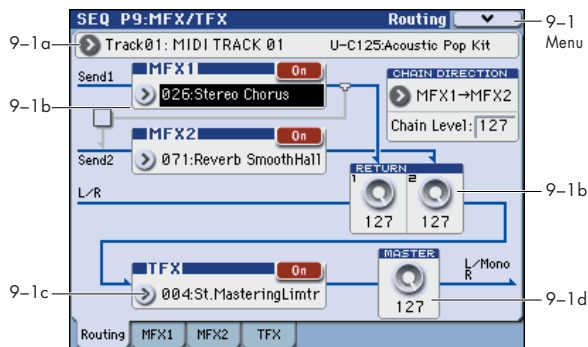 SEQ P9:MFX/TFX Routing
9–1
Menu
9–1a
Track01: MIDI TRACK 01 U-C125:Acoustic Pop Kit
Send1 MFX1 On
CHAIN DIRECTION
9–1b
026:Stereo Chorus
MFX1→MFX2
Chain Level: 127
MFX2 On
Send2 071:Reverb SmoothHall
RETURN
L/R
1 2
9–1b
127 127
TFX On
MASTER
L/Mono
R
9–1c
004:St.MasteringLimtr
127
9–1d
Routing MFX1 MFX2 TFX